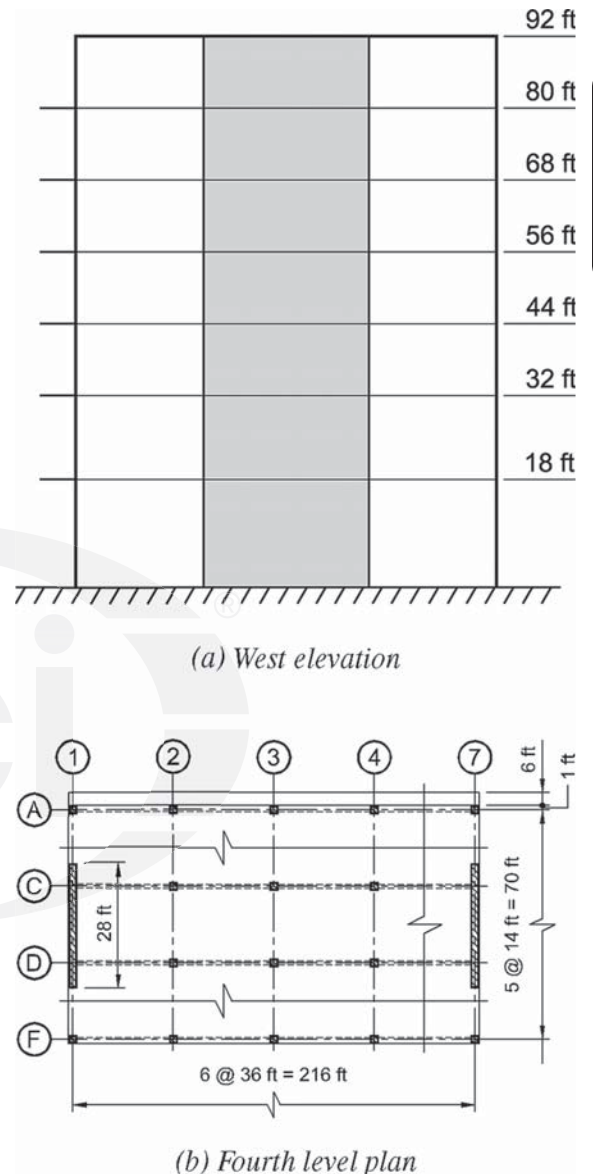 92 ft
80 ft
68 ft
56 ft
44 ft
32 ft
18 ft
®
(a) West elevation
1 2 3 4 7
6 ft
1 ft
A
C
28 ft
D
5 @ 14 ft = 70 ft
F
6 @ 36 ft = 216 ft
(b) Fourth level plan